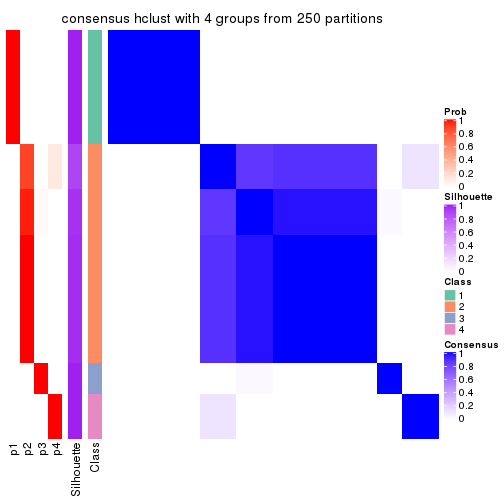 consensus hclust with 4 groups from 250 partitions
Prob
1
0.8
0.6
0.4
0.2
0
Silhouette
1
0.8
0.6
0.4
0.2
0
Class
1
2
3
4
Consensus
1
0.8
0.6
0.4
0.2
0
p1
p2
p3
p4
Silhouette
Class